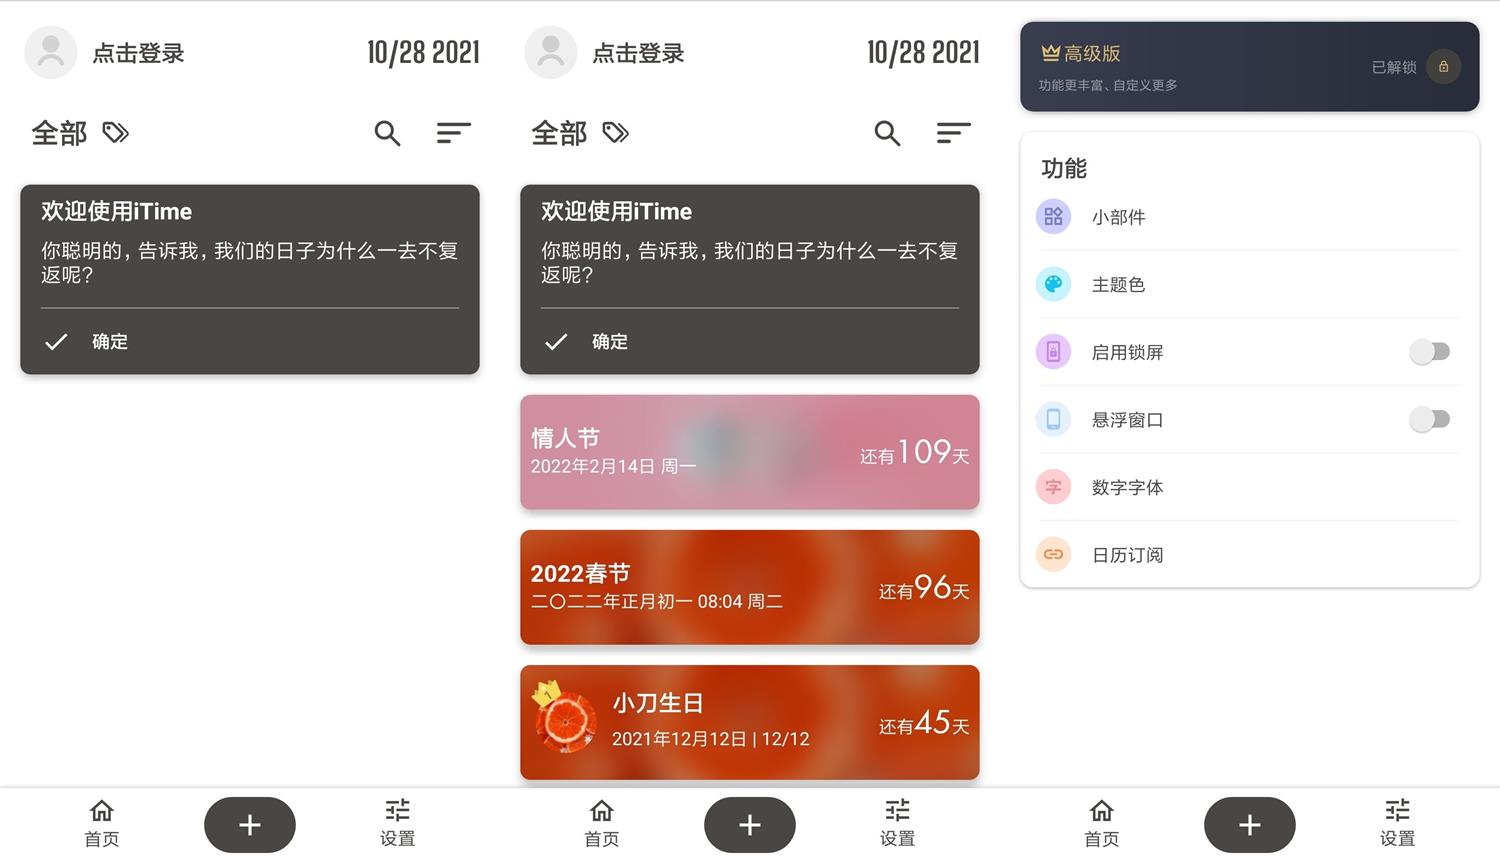 点击登录
10/28 2021
全部
欢迎使用iTime
你聪明的，告诉我，我们的日子为什么一去不复
返呢？
确定
首页
+
设置
点击登录
10/28 2021
全部
欢迎使用iTime
你聪明的，告诉我，我们的日子为什么一去不复
返呢？
确定
情人节
2022年2月14日 周一
还有109天
2022春节
二〇二二年正月初一 08:04 周二
还有96天
小刀生日
2021年12月12日 | 12/12
还有45天
首页
+
设置
高级版
功能更丰富、自定义更多
已解锁
功能
小部件
主题色
启用锁屏
悬浮窗口
字
数字字体
日历订阅
首页
+
设置